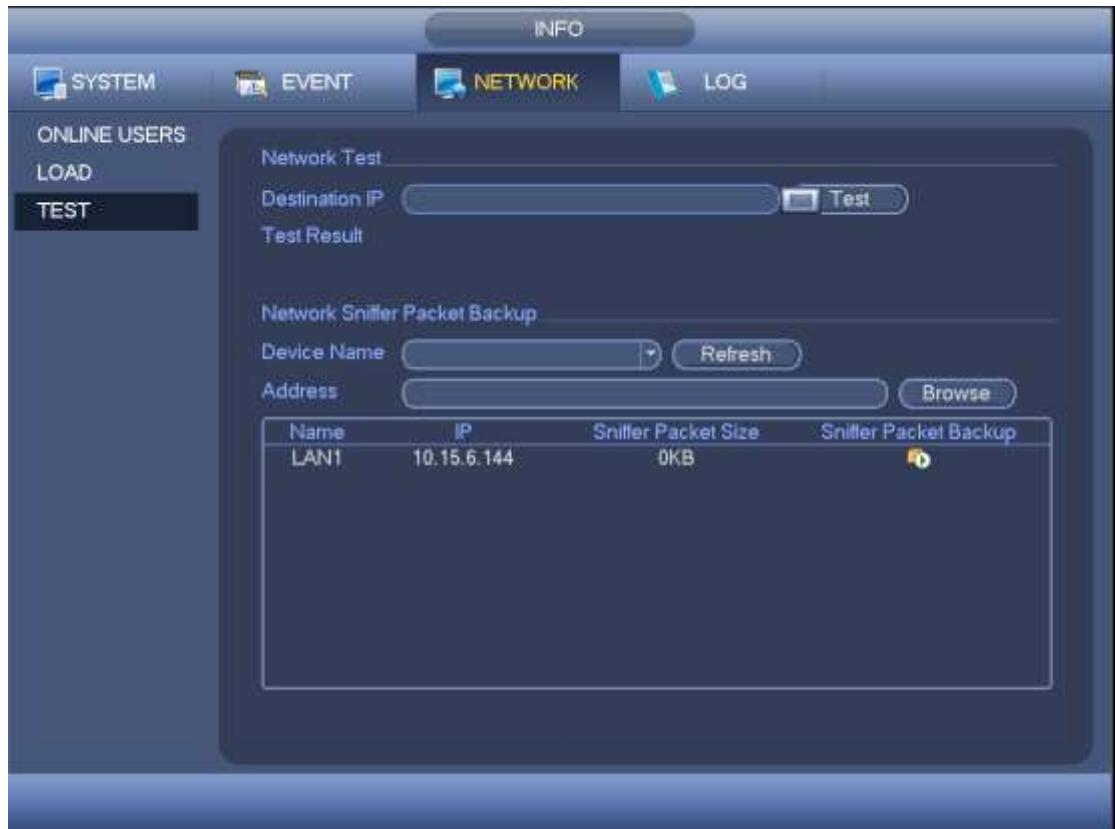 INFO
SYSTEM EVENT NETWORK LOG
ONLINE USERS
LOAD
TEST
Network Test
Destination IP Test
Test Result
Network Sniffer Packet Backup
Device Name Refresh
Address Browse
Name IP Sniffer Packet Size Sniffer Packet Backup
LAN1 10.15.6.144 0KB